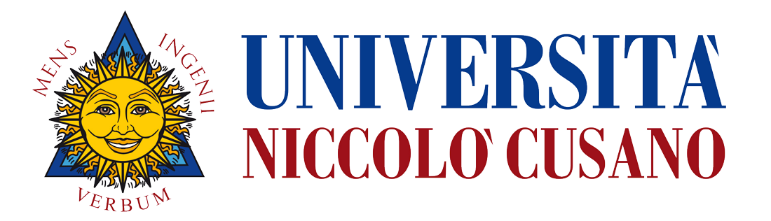 MENS INGENII VERBUM
UNIVERSITA'
NICCOLO' CUSANO